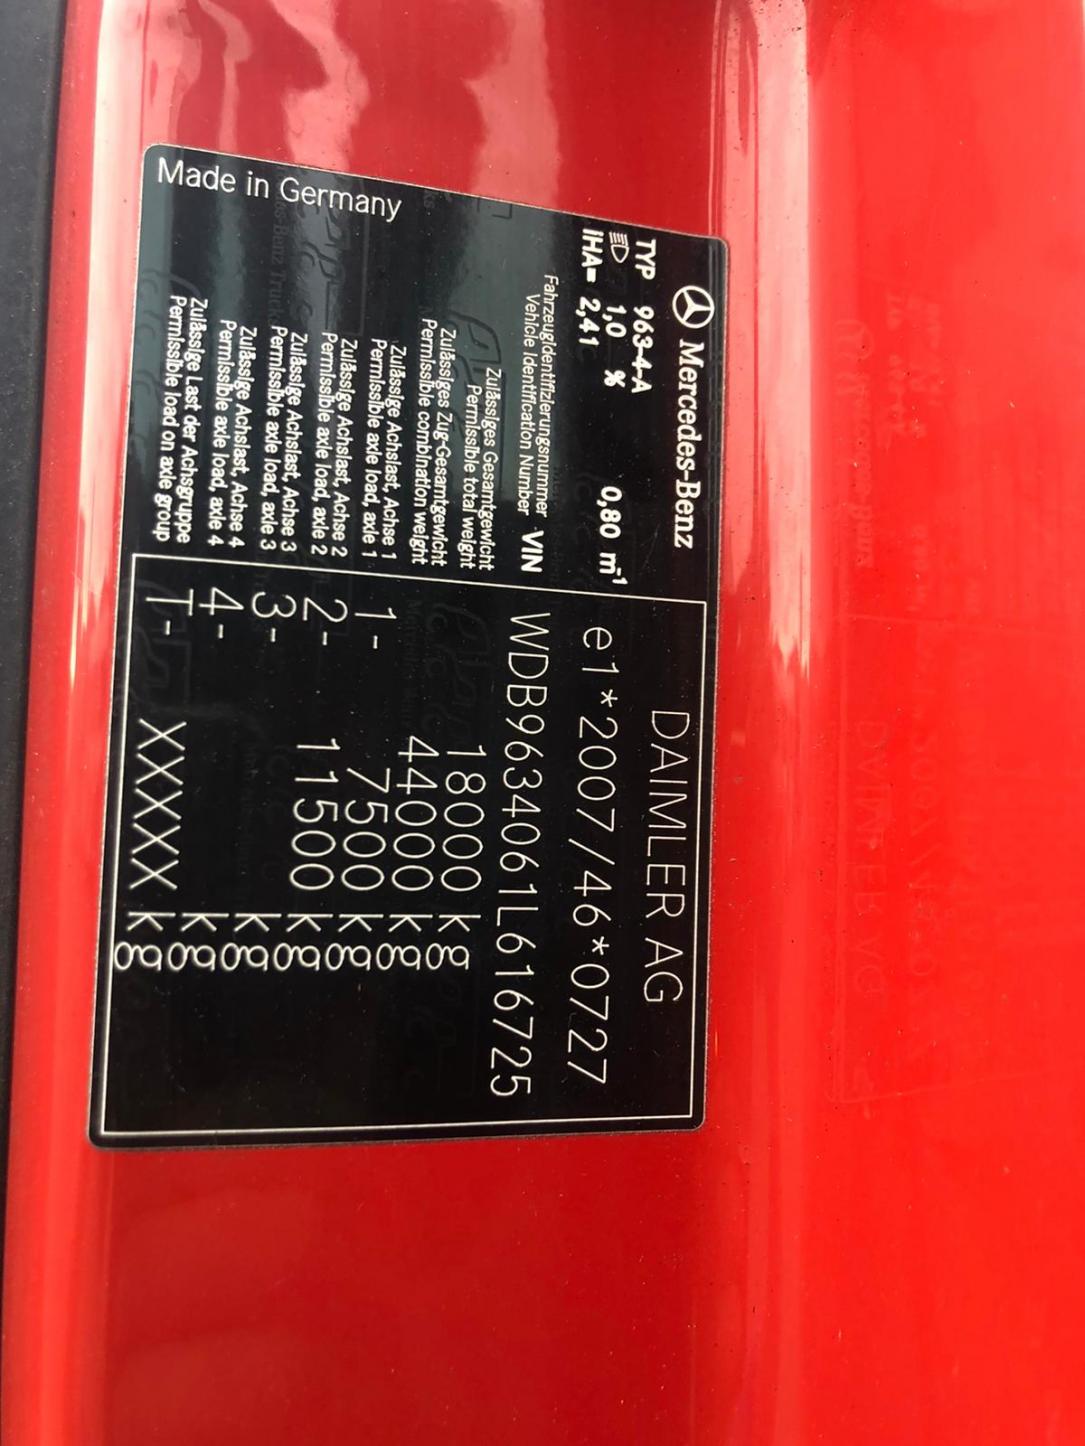 Mercedes-Benz
DAIMLER AG
TYP 963-4-A
1,0 % 0,80 m⁻¹
IHA= 2,41
e1*2007/46*0727
Fahrzeugidentifizierungsnummer
Vehicle Identification Number VIN WDB9634061L616725
Zulässiges Gesamtgewicht
Permissible total weight 18000 kg
Zulässiges Zug-Gesamtgewicht
Permissible combination weight 44000 kg
Zulässige Achslast, Achse 1
Permissible axle load, axle 1 1- 7500 kg
Zulässige Achslast, Achse 2
Permissible axle load, axle 2 2- 11500 kg
Zulässige Achslast, Achse 3
Permissible axle load, axle 3 3- kg
Zulässige Achslast, Achse 4
Permissible axle load, axle 4 4- kg
Zulässige Last der Achsgruppe
Permissible load on axle group T- XXXXX kg
Made in Germany